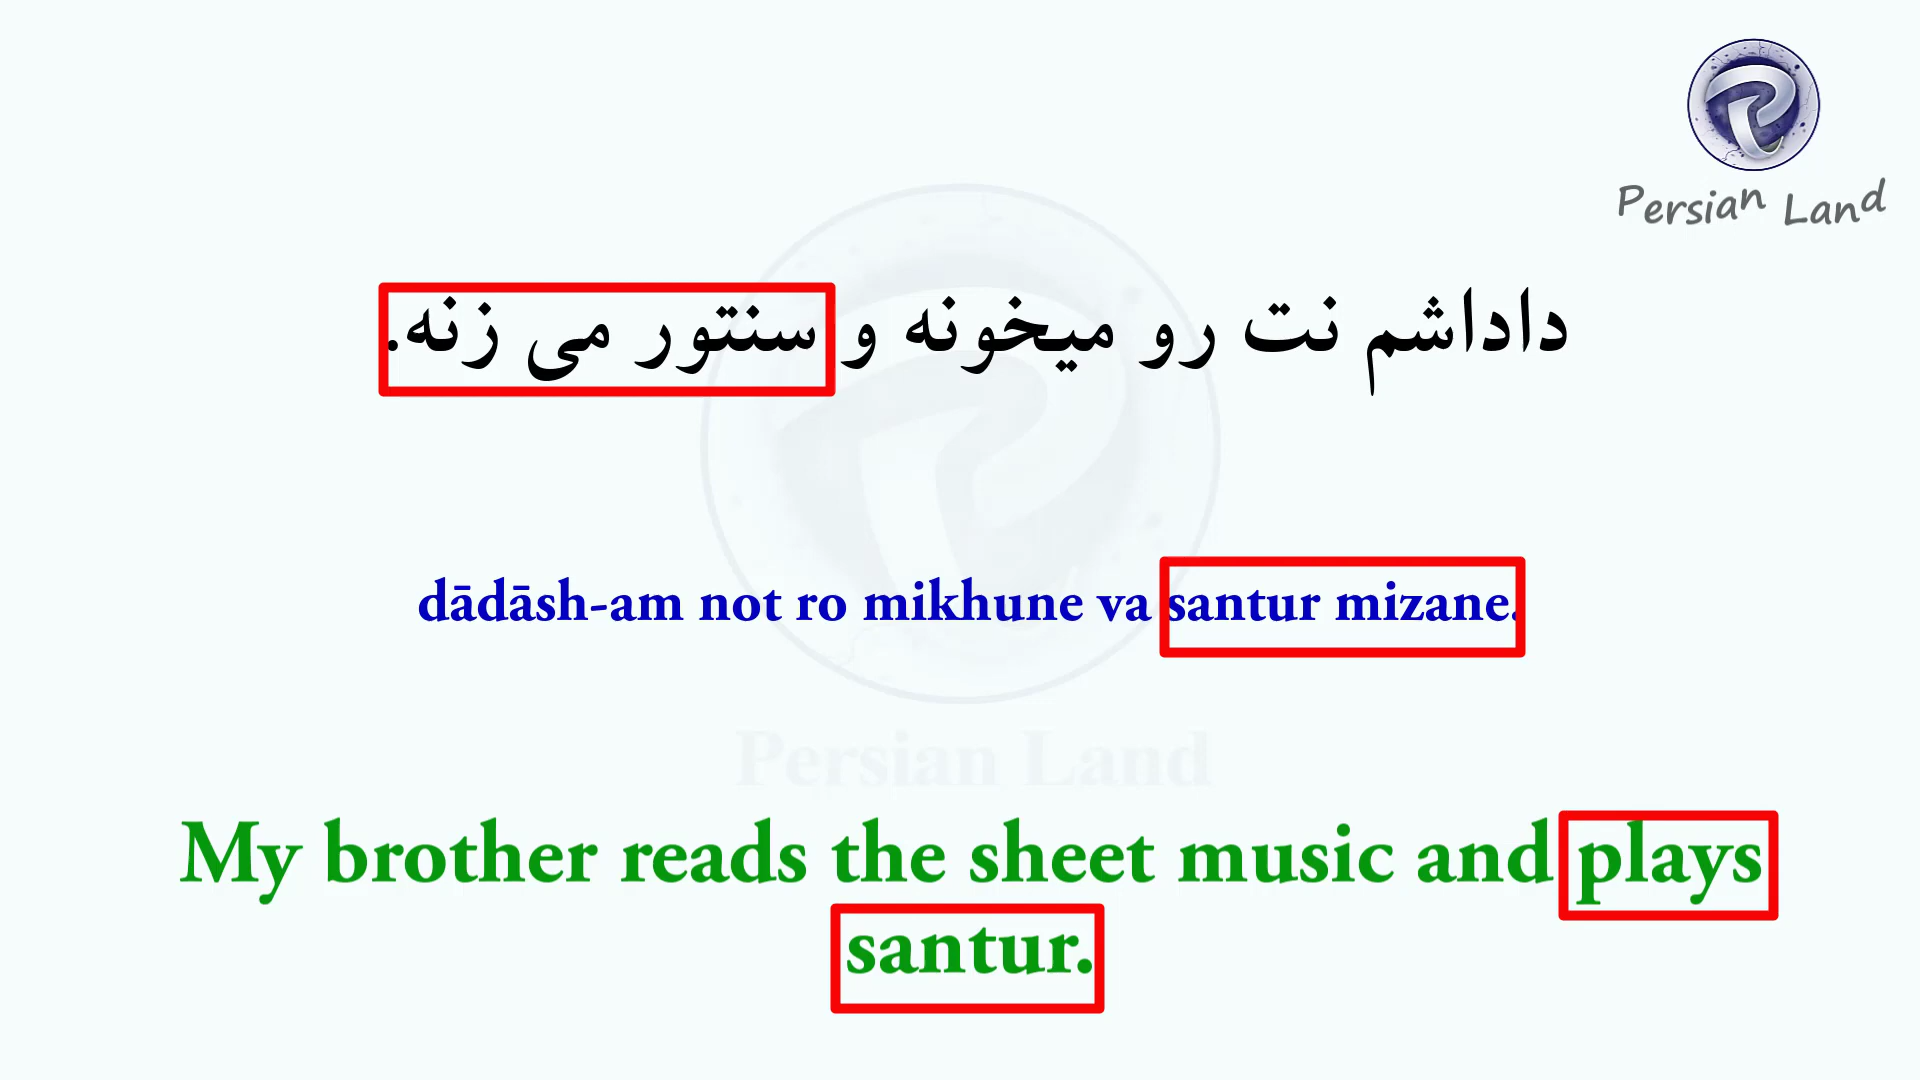 Persian Land
داداشم نت رو میخونه و سنتور می زنه.
dādāsh-am not ro mikhune va santur mizane.
Persian Land
My brother reads the sheet music and plays
santur.